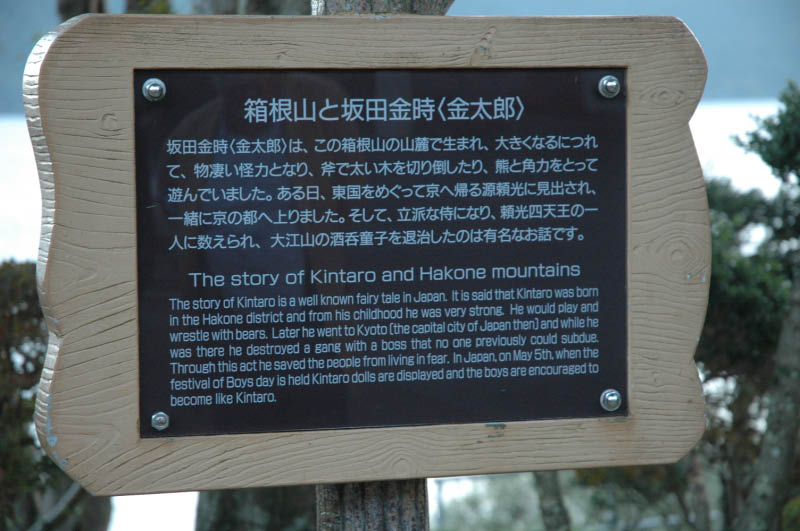 箱根山と坂田金時〈金太郎〉
坂田金時〈金太郎〉は、この箱根山の山麓で生まれ、大きくなるにつれ
て、物凄い怪力となり、斧で太い木を切り倒したり、熊と角力をとって
遊んでいました。ある日、東国をめぐって京へ帰る源頼光に見出され、
一緒に京の都へ上りました。そして、立派な侍になり、頼光四天王の一
人に数えられ、大江山の酒呑童子を退治したのは有名なお話です。
The story of Kintaro and Hakone mountains
The story of Kintaro is a well known fairy tale in Japan. It is said that Kintaro was born
in the Hakone district and from his childhood he was very strong. He would play and
wrestle with bears. Later he went to Kyoto (the capital city of Japan then) and while he
was there he destroyed a gang with a boss that no one previously could subdue.
Through this act he saved the people from living in fear. In Japan, on May 5th, when the
festival of Boys day is held Kintaro dolls are displayed and the boys are encouraged to
become like Kintaro.